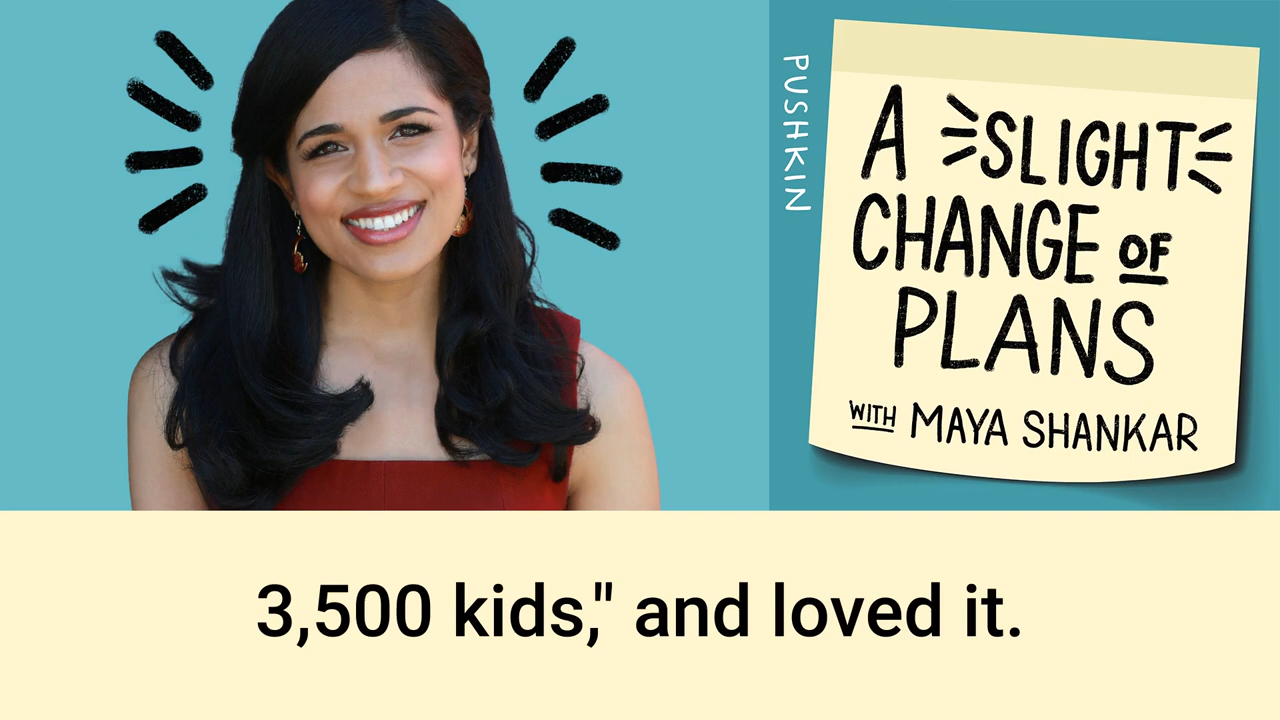 PUSHKIN
A SLIGHT
CHANGE OF
PLANS
WITH MAYA SHANKAR
3,500 kids," and loved it.